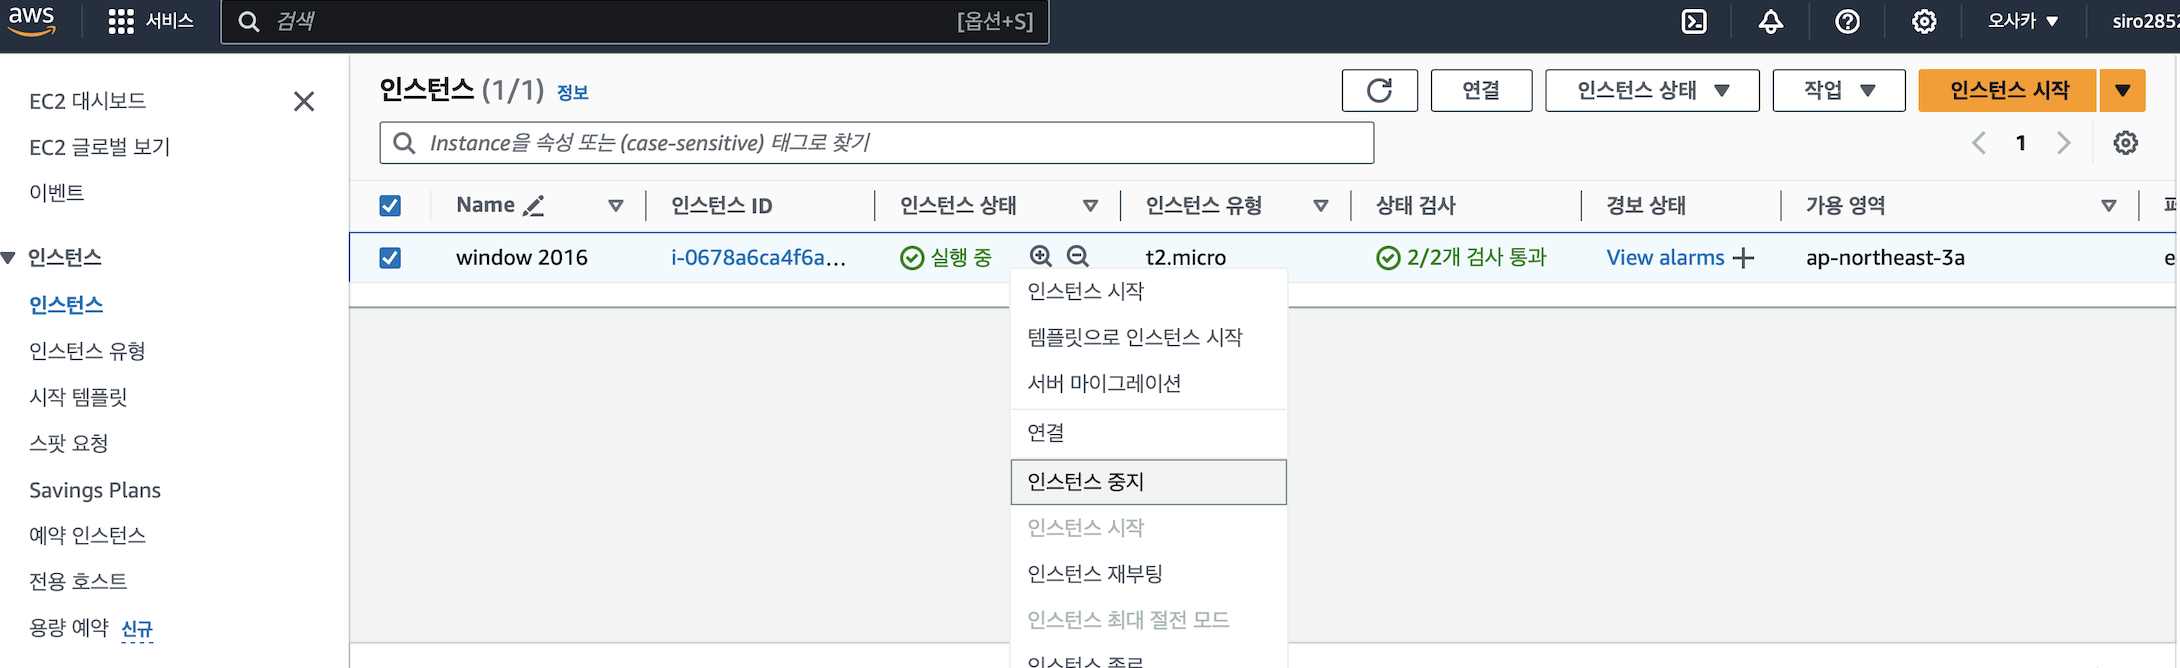 aws
서비스
검색
[옵션+S]
오사카 ▼
siro2852
EC2 대시보드
EC2 글로벌 보기
이벤트
인스턴스
인스턴스
인스턴스 유형
시작 템플릿
스팟 요청
Savings Plans
예약 인스턴스
전용 호스트
용량 예약 신규
인스턴스 (1/1) 정보
연결
인스턴스 상태 ▼
작업 ▼
인스턴스 시작
Instance을 속성 또는 (case-sensitive) 태그로 찾기
1
Name
인스턴스 ID
인스턴스 상태
인스턴스 유형
상태 검사
경보 상태
가용 영역
window 2016
i-0678a6ca4f6a...
실행 중
t2.micro
2/2개 검사 통과
View alarms +
ap-northeast-3a
인스턴스 시작
템플릿으로 인스턴스 시작
서버 마이그레이션
연결
인스턴스 중지
인스턴스 시작
인스턴스 재부팅
인스턴스 최대 절전 모드
인스턴스 종료